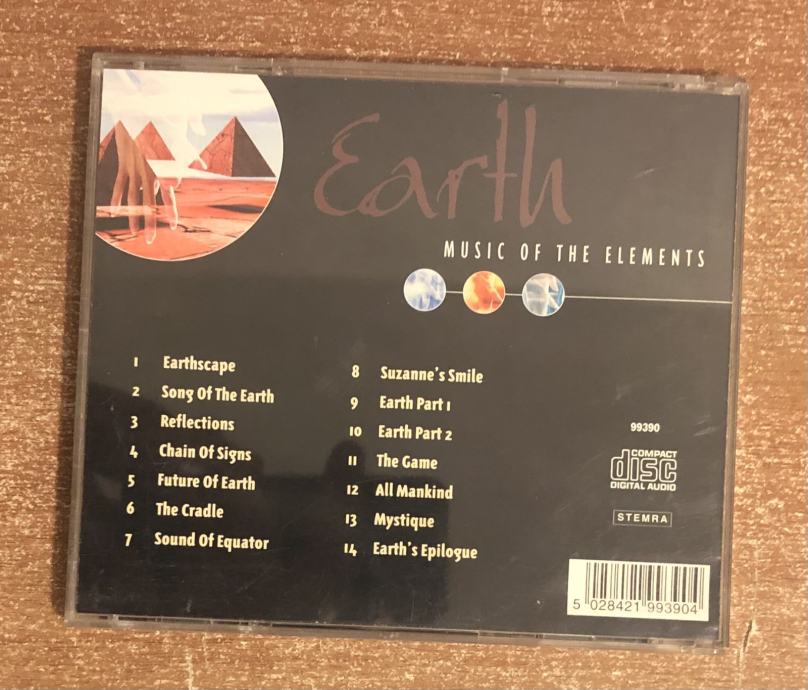 Earth
MUSIC OF THE ELEMENTS
1 Earthscape
2 Song Of The Earth
3 Reflections
4 Chain Of Signs
5 Future Of Earth
6 The Cradle
7 Sound Of Equator
8 Suzanne's Smile
9 Earth Part 1
10 Earth Part 2
11 The Game
12 All Mankind
13 Mystique
14 Earth's Epilogue
99390
COMPACT
disc
DIGITAL AUDIO
STEMRA
5 028421 993904